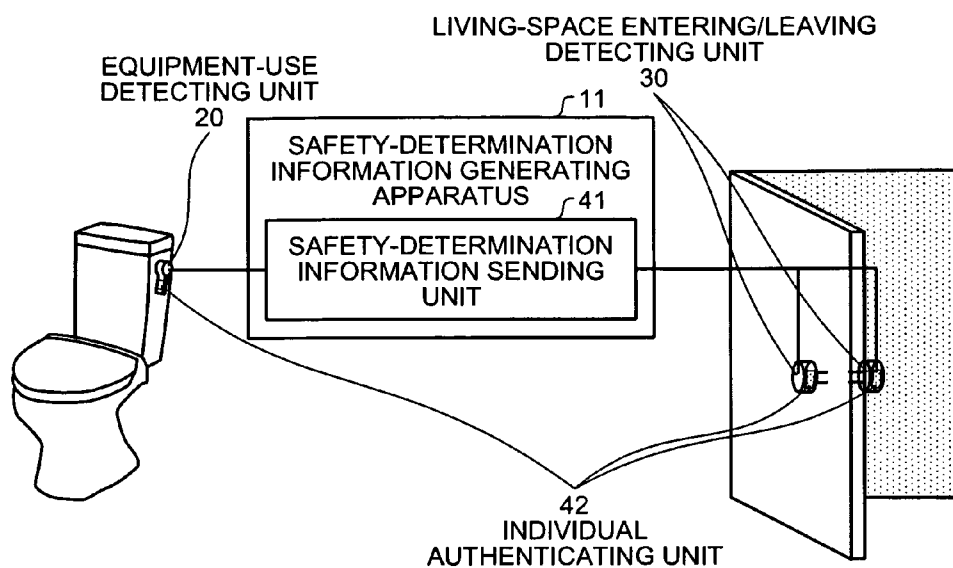 LIVING-SPACE ENTERING/LEAVING
DETECTING UNIT
30
EQUIPMENT-USE
DETECTING UNIT
20
11
SAFETY-DETERMINATION
INFORMATION GENERATING
APPARATUS
41
SAFETY-DETERMINATION
INFORMATION SENDING
UNIT
42
INDIVIDUAL
AUTHENTICATING UNIT